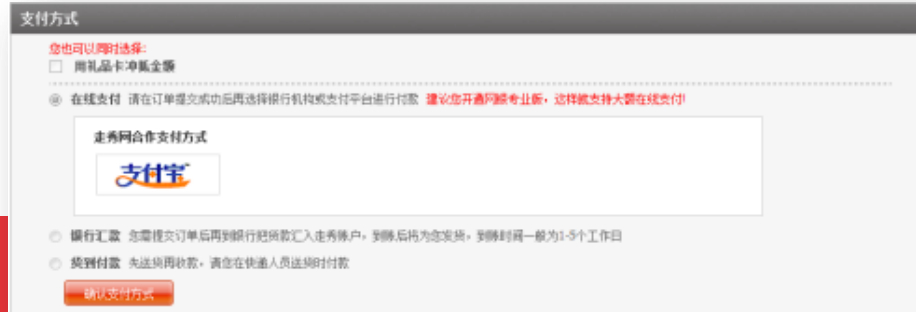 支付方式
您也可以同时选择:
用礼品卡冲抵金额
在线支付 请在订单提交成功后再选择银行机构或支付平台进行付款 建议您开通网银专业版，这样能支持大额在线支付!
走秀网合作支付方式
支付宝
银行汇款 您需提交订单后再到银行把货款汇入走秀账户，到账后将为您发货，到账时间一般为1-5个工作日
货到付款 先送货再收款，请您在快递人员送货时付款
确认支付方式